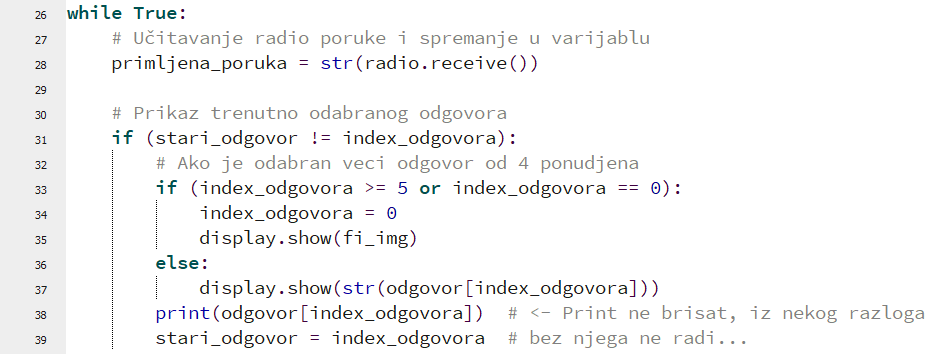 26 while True:
27     # Učitavanje radio poruke i spremanje u varijablu
28     primljena_poruka = str(radio.receive())
29
30     # Prikaz trenutno odabranog odgovora
31     if (stari_odgovor != index_odgovora):
32         # Ako je odabran veci odgovor od 4 ponudjena
33         if (index_odgovora >= 5 or index_odgovora == 0):
34             index_odgovora = 0
35             display.show(fi_img)
36         else:
37             display.show(str(odgovor[index_odgovora]))
38         print(odgovor[index_odgovora])  # <- Print ne brisat, iz nekog razloga
39         stari_odgovor = index_odgovora  # bez njega ne radi...